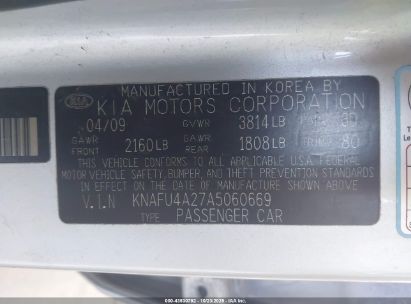 MANUFACTURED IN KOREA BY
KIA
KIA MOTORS CORPORATION
04/09 GVWR 3814LB
GAWR FRONT 2160LB GAWR 1808LB
THIS VEHICLE CONFORMS TO ALL APPLICABLE U.S.A. FEDERAL
MOTOR VEHICLE SAFETY, BUMPER, AND THEFT PREVENTION STANDARDS
IN EFFECT ON THE DATE OF MANUFACTURE SHOWN ABOVE.
V.I.N KNAFU4A27A5060669
TYPE: PASSENGER CAR